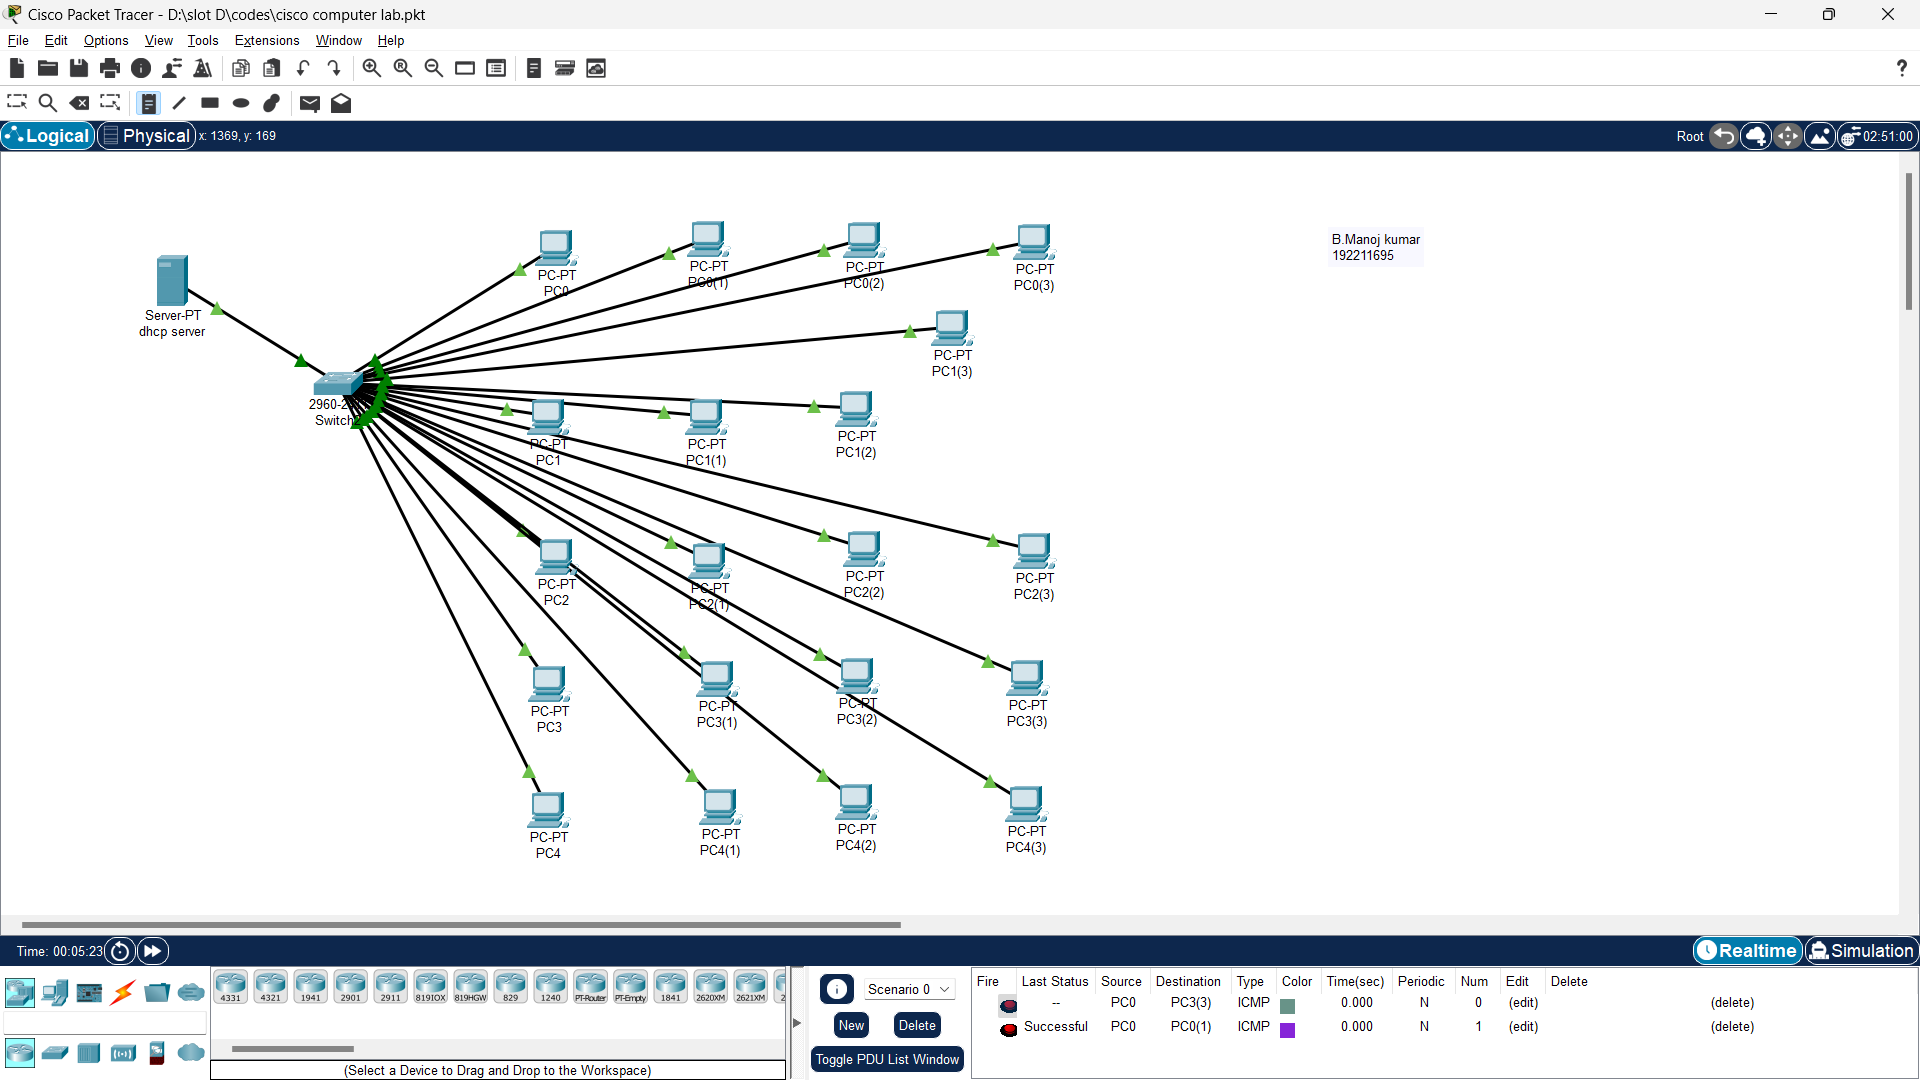 Cisco Packet Tracer - D:\slot D\codes\cisco computer lab.pkt
File Edit Options View Tools Extensions Window Help
Logical Physical x: 1369, y: 169 Root 02:51:00
PC-PT
PC0
PC-PT
PC0(1)
PC-PT
PC0(2)
PC-PT
PC0(3)
B.Manoj kumar
192211695
Server-PT
dhcp server
PC-PT
PC1(3)
2960-2
Switch2
PC-PT
PC1
PC-PT
PC1(1)
PC-PT
PC1(2)
PC-PT
PC2
PC-PT
PC2(1)
PC-PT
PC2(2)
PC-PT
PC2(3)
PC-PT
PC3
PC-PT
PC3(1)
PC-PT
PC3(2)
PC-PT
PC3(3)
PC-PT
PC4
PC-PT
PC4(1)
PC-PT
PC4(2)
PC-PT
PC4(3)
Time: 00:05:23 Realtime Simulation
4331 4321 1941 2901 2911 819IOX 819HGW 829 1240 PT-Router PT-Empty 1841 2620XM 2621XM 2
(Select a Device to Drag and Drop to the Workspace)
Scenario 0
New Delete
Toggle PDU List Window
Fire Last Status Source Destination Type Color Time(sec) Periodic Num Edit Delete
-- PC0 PC3(3) ICMP 0.000 N 0 (edit) (delete)
Successful PC0 PC0(1) ICMP 0.000 N 1 (edit) (delete)